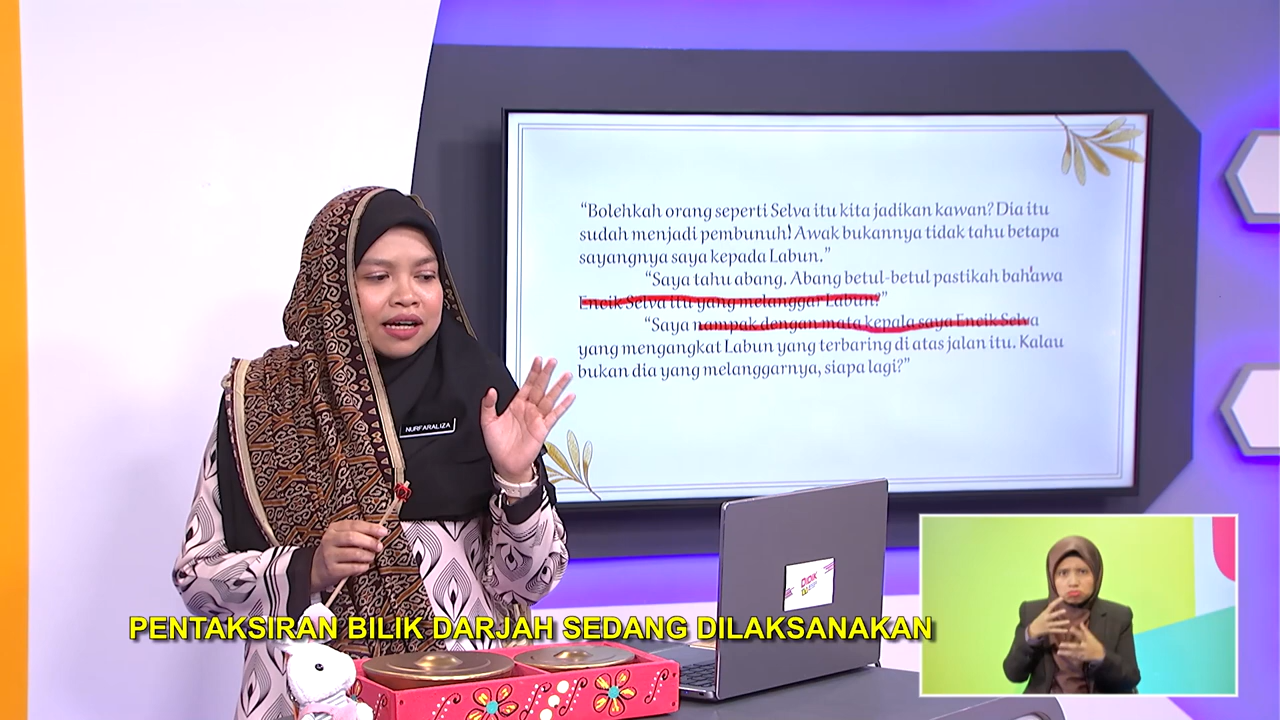 “Bolehkah orang seperti Selva itu kita jadikan kawan? Dia itu
sudah menjadi pembunuh! Awak bukannya tidak tahu betapa
sayangnya saya kepada Labun.”
“Saya tahu abang. Abang betul-betul pastikah bahawa
Encik Selva itu yang melanggar Labun?”
“Saya nampak dengan mata kepala saya Encik Selva
yang mengangkat Labun yang terbaring di atas jalan itu. Kalau
bukan dia yang melanggarnya, siapa lagi?”
NURFARALIZA
DIDIK
PENTAKSIRAN BILIK DARJAH SEDANG DILAKSANAKAN